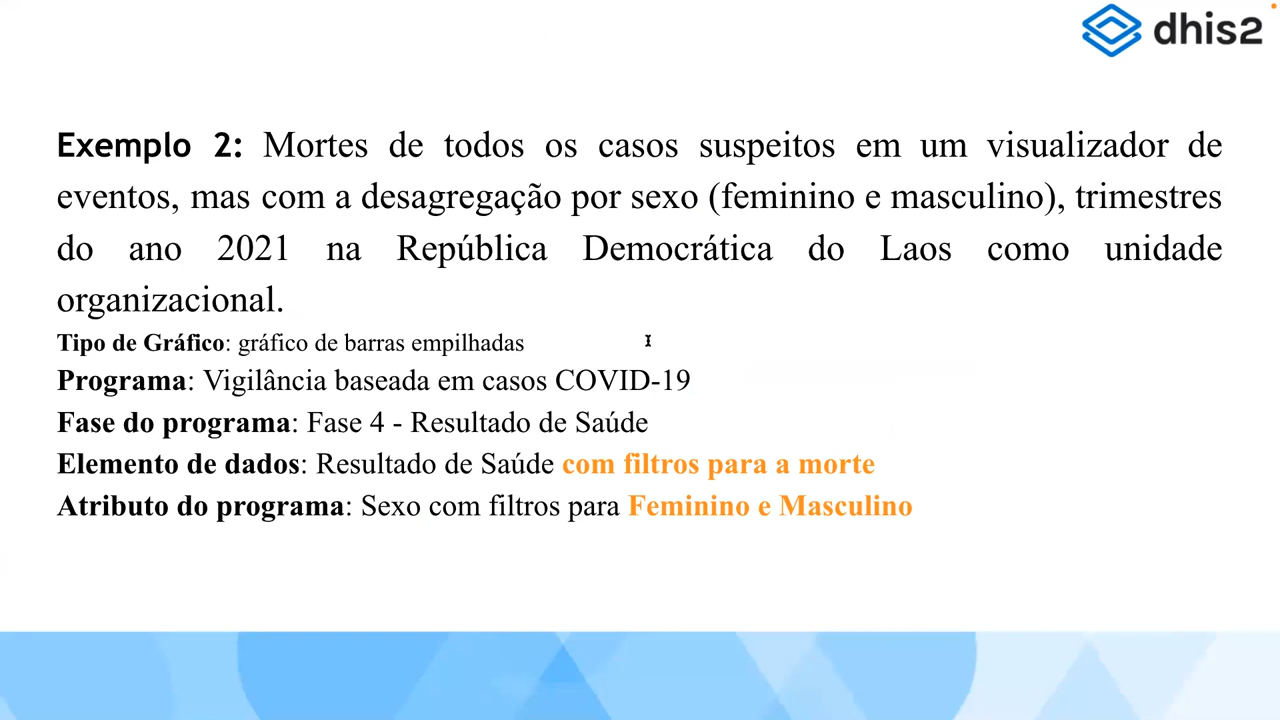 dhis2
Exemplo 2: Mortes de todos os casos suspeitos em um visualizador de
eventos, mas com a desagregação por sexo (feminino e masculino), trimestres
do ano 2021 na República Democrática do Laos como unidade
organizacional.
Tipo de Gráfico: gráfico de barras empilhadas
Programa: Vigilância baseada em casos COVID-19
Fase do programa: Fase 4 - Resultado de Saúde
Elemento de dados: Resultado de Saúde com filtros para a morte
Atributo do programa: Sexo com filtros para Feminino e Masculino